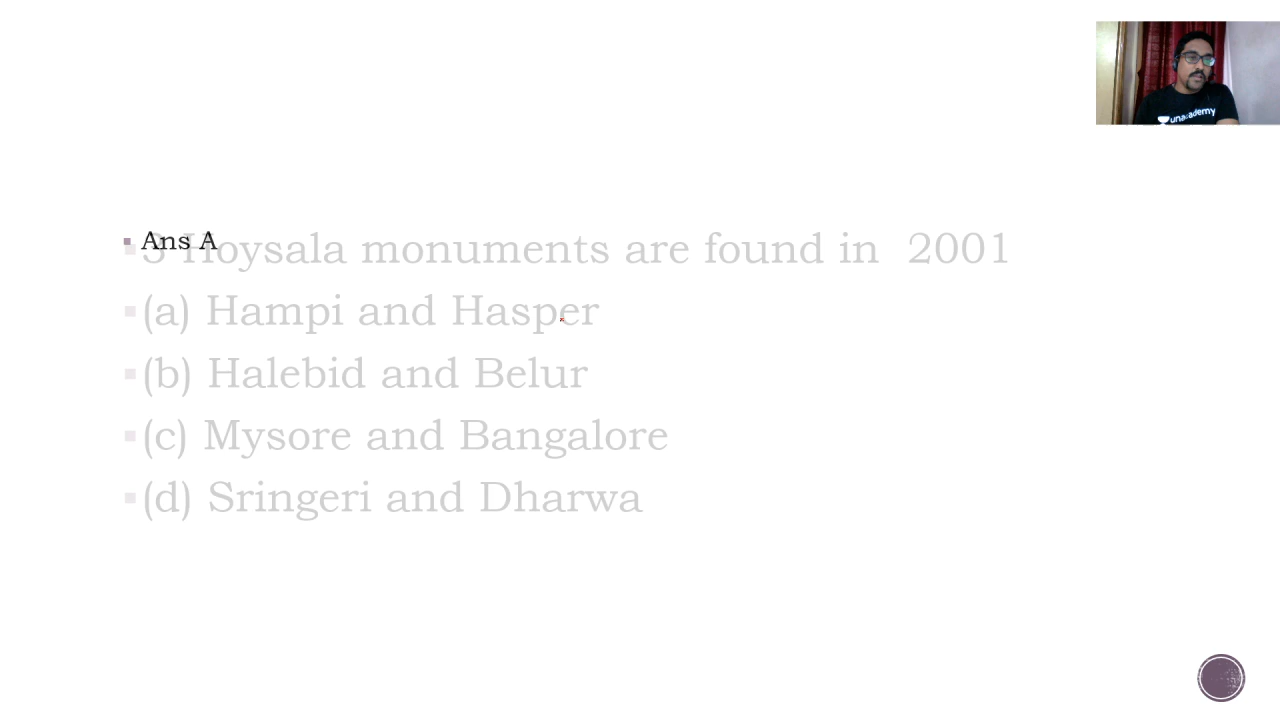 Ans A
3 Hoysala monuments are found in 2001
(a) Hampi and Hasper
(b) Halebid and Belur
(c) Mysore and Bangalore
(d) Sringeri and Dharwa
unacademy